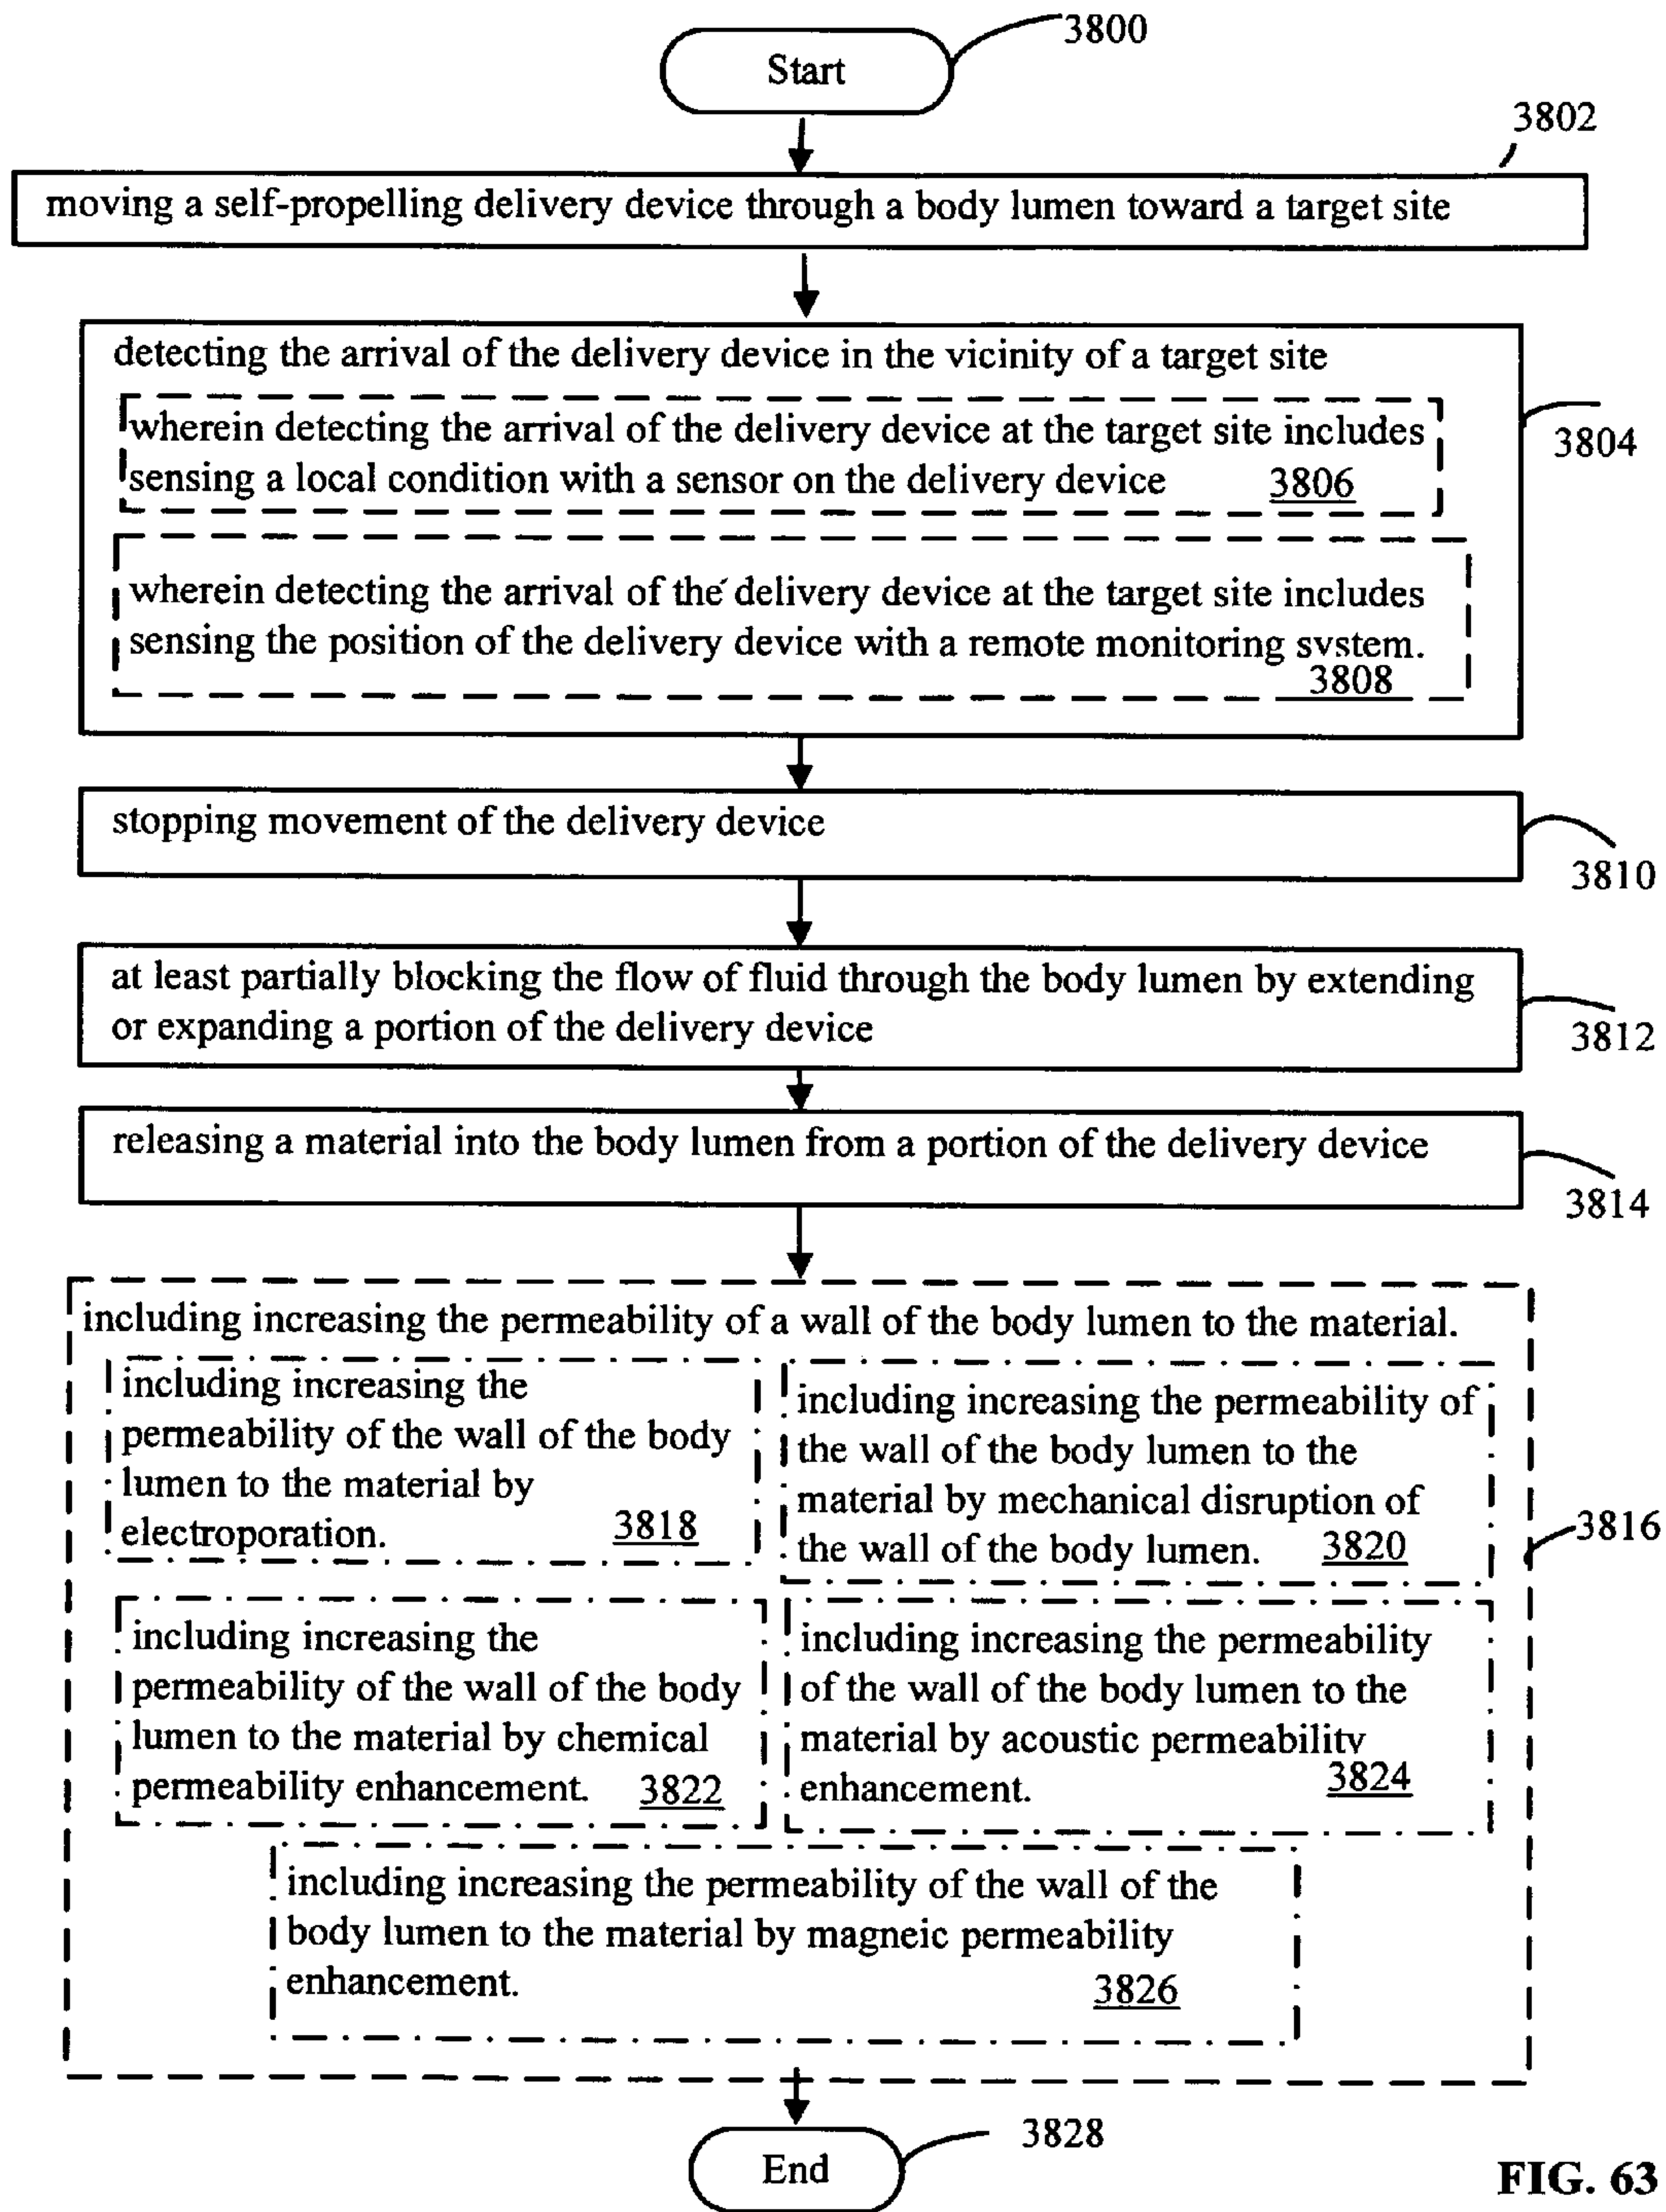 3800
Start
3802
moving a self-propelling delivery device through a body lumen toward a target site
detecting the arrival of the delivery device in the vicinity of a target site
wherein detecting the arrival of the delivery device at the target site includes
sensing a local condition with a sensor on the delivery device 3806
3804
wherein detecting the arrival of the delivery device at the target site includes
sensing the position of the delivery device with a remote monitoring system.
3808
stopping movement of the delivery device
3810
at least partially blocking the flow of fluid through the body lumen by extending
or expanding a portion of the delivery device
3812
releasing a material into the body lumen from a portion of the delivery device
3814
including increasing the permeability of a wall of the body lumen to the material.
including increasing the
permeability of the wall of the body
lumen to the material by
electroporation. 3818
including increasing the permeability of
the wall of the body lumen to the
material by mechanical disruption of
the wall of the body lumen. 3820
3816
including increasing the
permeability of the wall of the body
lumen to the material by chemical
permeability enhancement. 3822
including increasing the permeability
of the wall of the body lumen to the
material by acoustic permeability
enhancement. 3824
including increasing the permeability of the wall of the
body lumen to the material by magneic permeability
enhancement. 3826
3828
End
FIG. 63